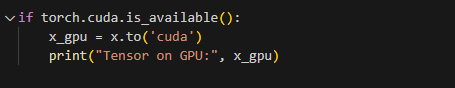 if torch.cuda.is_available():
    x_gpu = x.to('cuda')
    print("Tensor on GPU:", x_gpu)